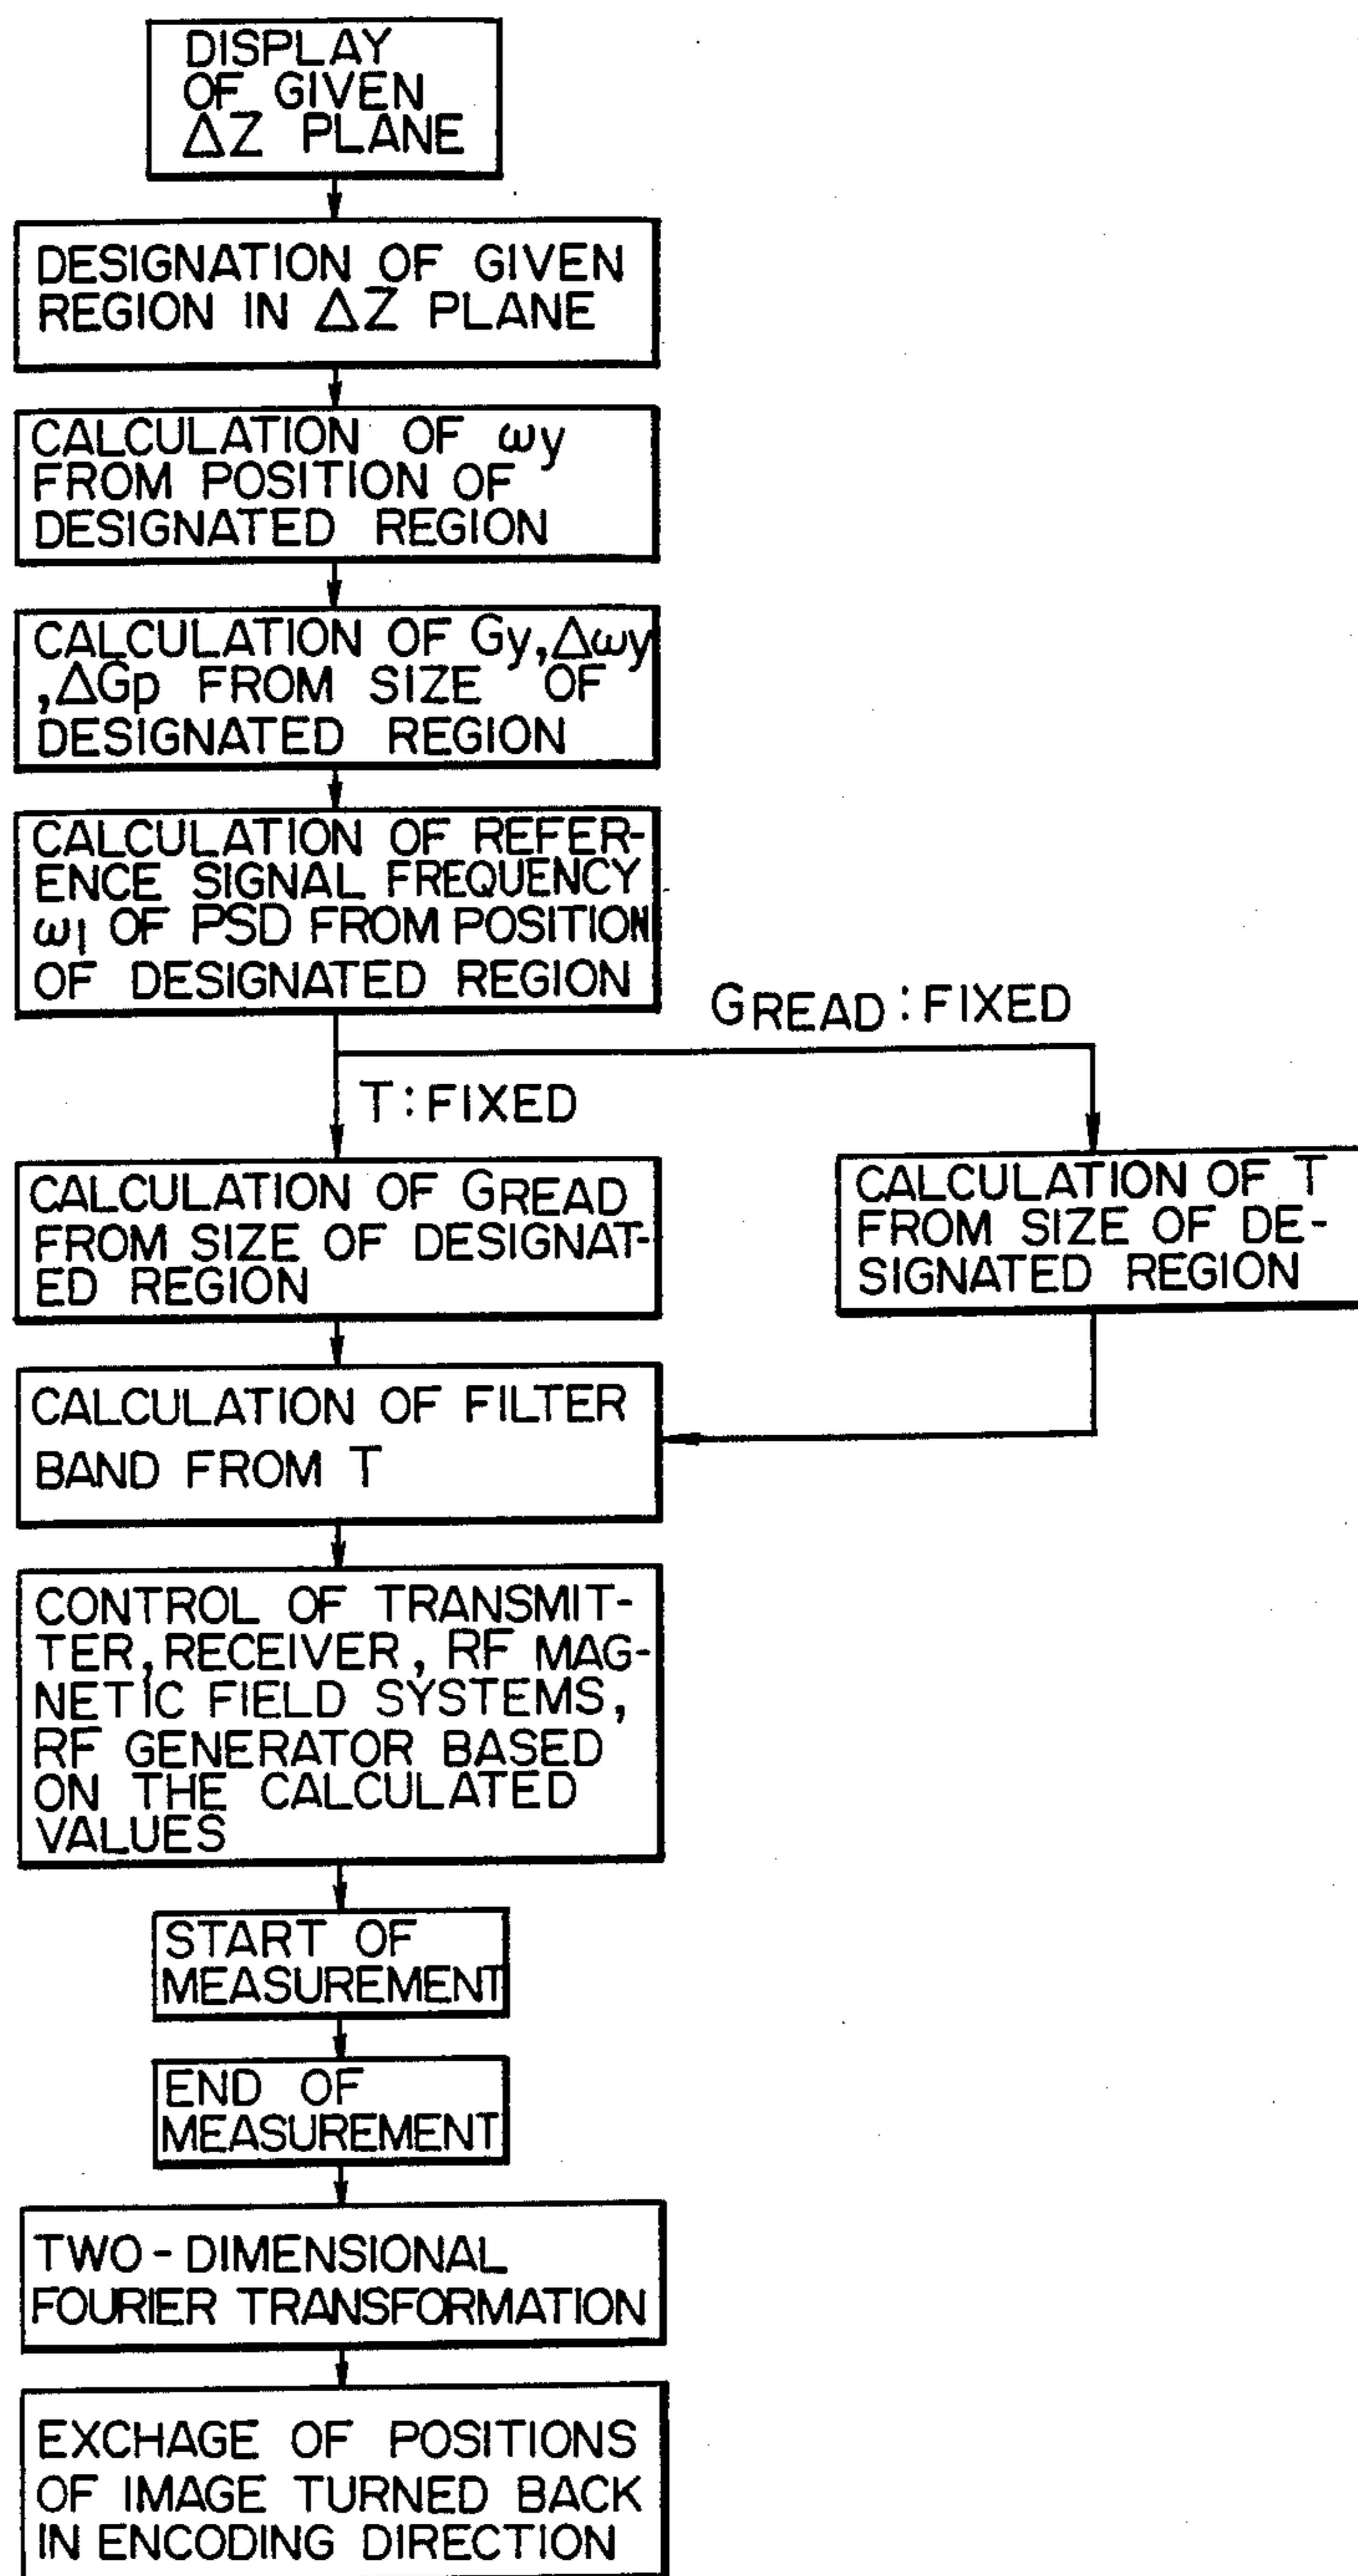 DISPLAY
OF GIVEN
ΔZ PLANE
DESIGNATION OF GIVEN
REGION IN ΔZ PLANE
CALCULATION OF ωy
FROM POSITION OF
DESIGNATED REGION
CALCULATION OF Gy,Δωy
,ΔGp FROM SIZE OF
DESIGNATED REGION
CALCULATION OF REFER-
ENCE SIGNAL FREQUENCY
ω1 OF PSD FROM POSITION
OF DESIGNATED REGION
GREAD : FIXED
T : FIXED
CALCULATION OF GREAD
FROM SIZE OF DESIGNAT-
ED REGION
CALCULATION OF T
FROM SIZE OF DE-
SIGNATED REGION
CALCULATION OF FILTER
BAND FROM T
CONTROL OF TRANSMIT-
TER, RECEIVER, RF MAG-
NETIC FIELD SYSTEMS,
RF GENERATOR BASED
ON THE CALCULATED
VALUES
START OF
MEASUREMENT
END OF
MEASUREMENT
TWO-DIMENSIONAL
FOURIER TRANSFORMATION
EXCHAGE OF POSITIONS
OF IMAGE TURNED BACK
IN ENCODING DIRECTION